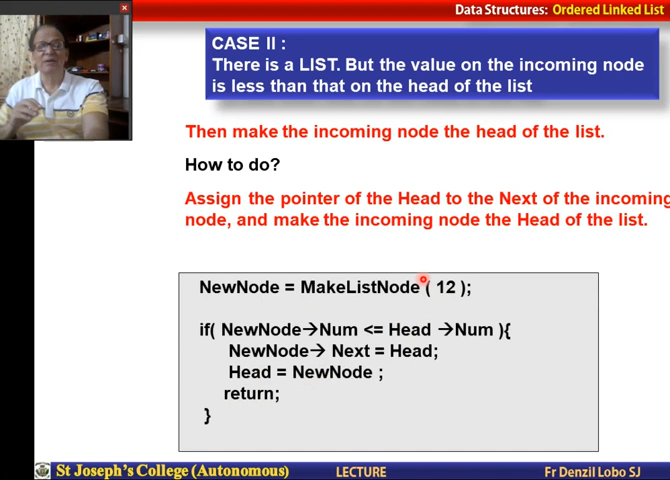 Data Structures: Ordered Linked List
CASE II :
There is a LIST. But the value on the incoming node
is less than that on the head of the list
Then make the incoming node the head of the list.
How to do?
Assign the pointer of the Head to the Next of the incoming
node, and make the incoming node the Head of the list.
NewNode = MakeListNode ( 12 );
if( NewNode→Num <= Head →Num ){
NewNode→ Next = Head;
Head = NewNode ;
return;
}
St Joseph's College (Autonomous) LECTURE Fr Denzil Lobo SJ